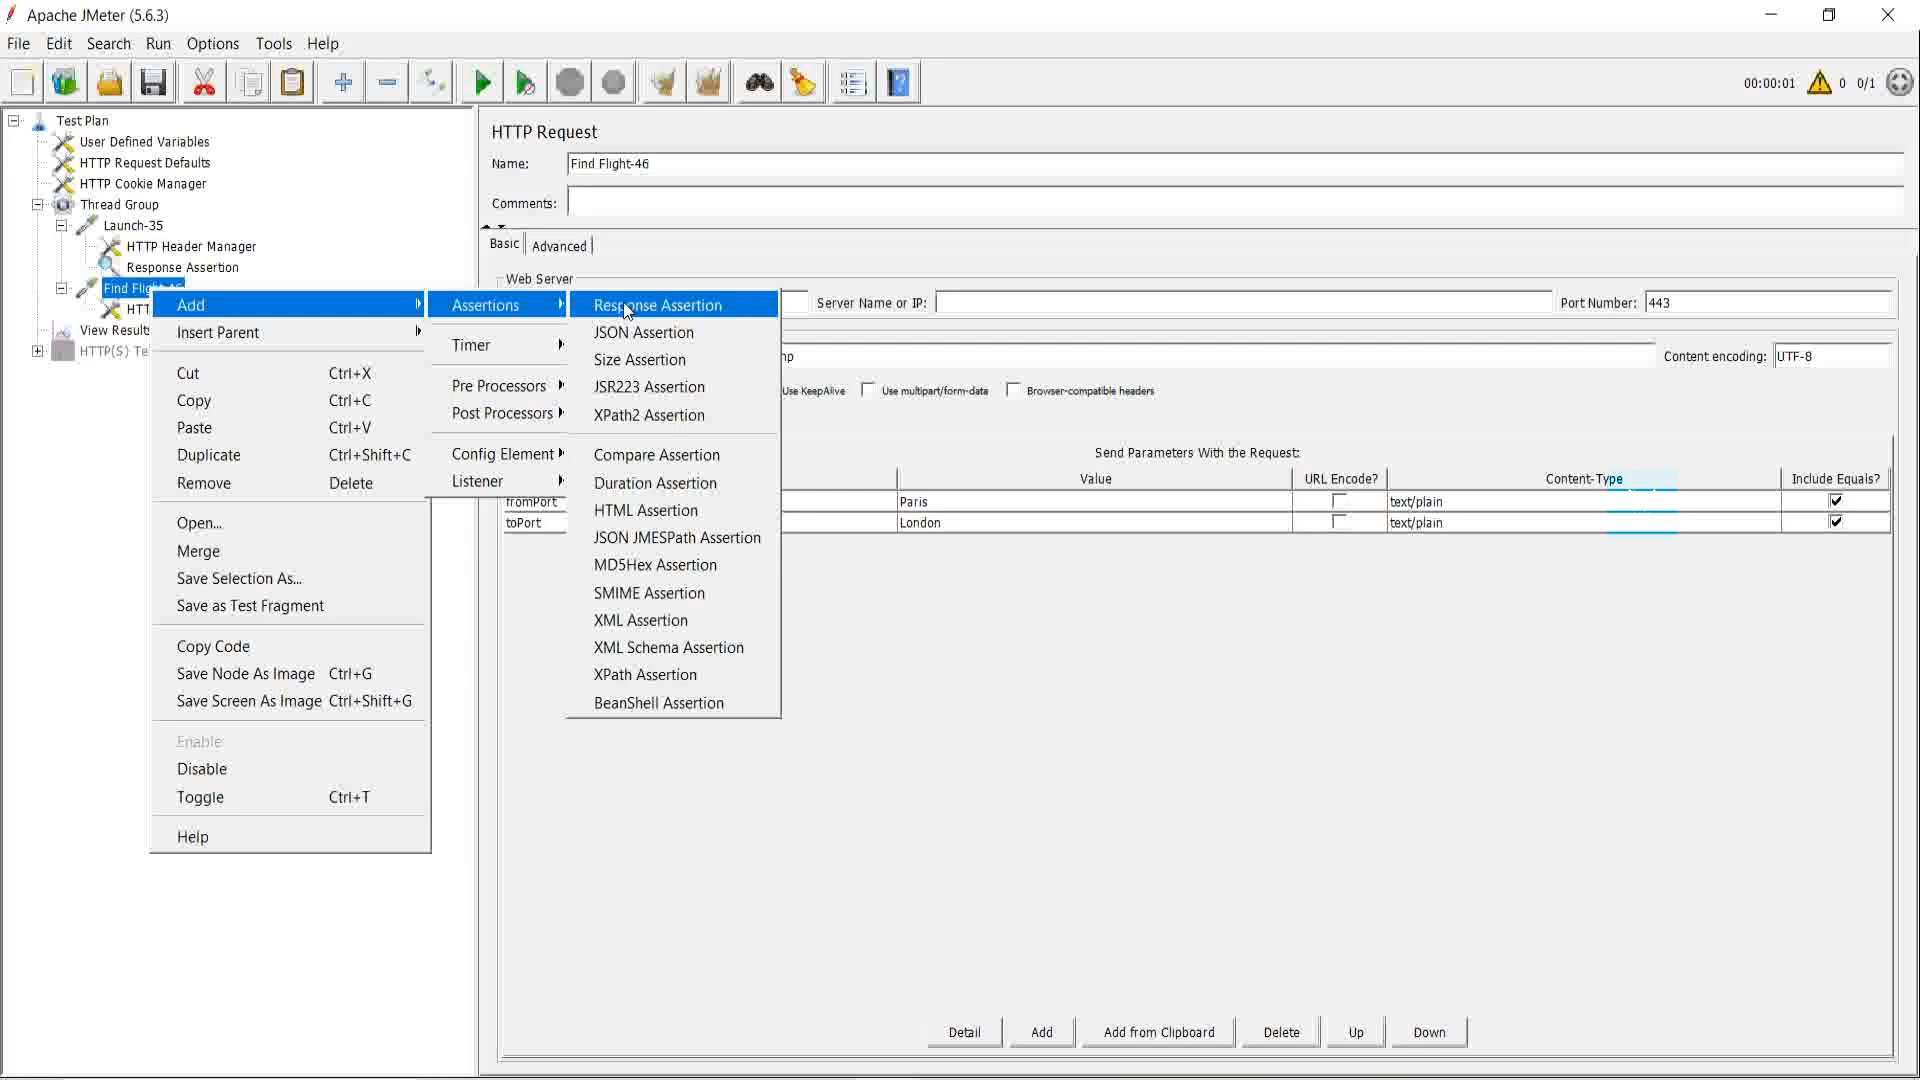 Apache JMeter (5.6.3)
File Edit Search Run Options Tools Help
00:00:01 0 0/1
Test Plan
User Defined Variables
HTTP Request Defaults
HTTP Cookie Manager
Thread Group
Launch-35
HTTP Header Manager
Response Assertion
Find
HTT
View Results
HTTP(S) Te
Add
Insert Parent
Cut Ctrl+X
Copy Ctrl+C
Paste Ctrl+V
Duplicate Ctrl+Shift+C
Remove Delete
Open...
Merge
Save Selection As...
Save as Test Fragment
Copy Code
Save Node As Image Ctrl+G
Save Screen As Image Ctrl+Shift+G
Enable
Disable
Toggle Ctrl+T
Help
Assertions
Timer
Pre Processors
Post Processors
Config Element
Listener
Response Assertion
JSON Assertion
Size Assertion
JSR223 Assertion
XPath2 Assertion
Compare Assertion
Duration Assertion
HTML Assertion
JSON JMESPath Assertion
MD5Hex Assertion
SMIME Assertion
XML Assertion
XML Schema Assertion
XPath Assertion
BeanShell Assertion
HTTP Request
Name: Find Flight-46
Comments:
Basic Advanced
Web Server
Server Name or IP: Port Number: 443
Content encoding: UTF-8
Use KeepAlive Use multipart/form-data Browser-compatible headers
Send Parameters With the Request:
Value URL Encode? Content-Type Include Equals?
fromPort Paris text/plain
toPort London text/plain
Detail Add Add from Clipboard Delete Up Down